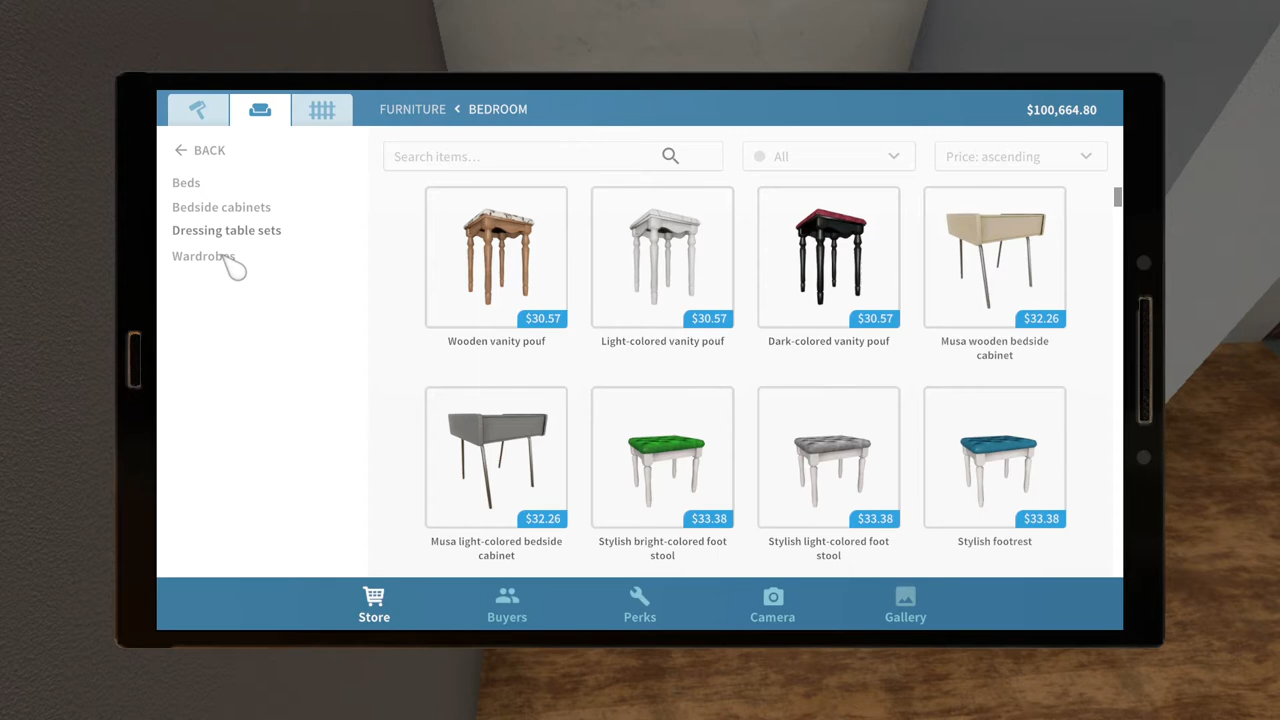 FURNITURE < BEDROOM
$100,664.80
BACK
Beds
Bedside cabinets
Dressing table sets
Wardrobes
Search items...
All
Price: ascending
$30.57
$30.57
$30.57
$32.26
Wooden vanity pouf
Light-colored vanity pouf
Dark-colored vanity pouf
Musa wooden bedside
cabinet
$32.26
$33.38
$33.38
$33.38
Musa light-colored bedside
cabinet
Stylish bright-colored foot
stool
Stylish light-colored foot
stool
Stylish footrest
Store
Buyers
Perks
Camera
Gallery